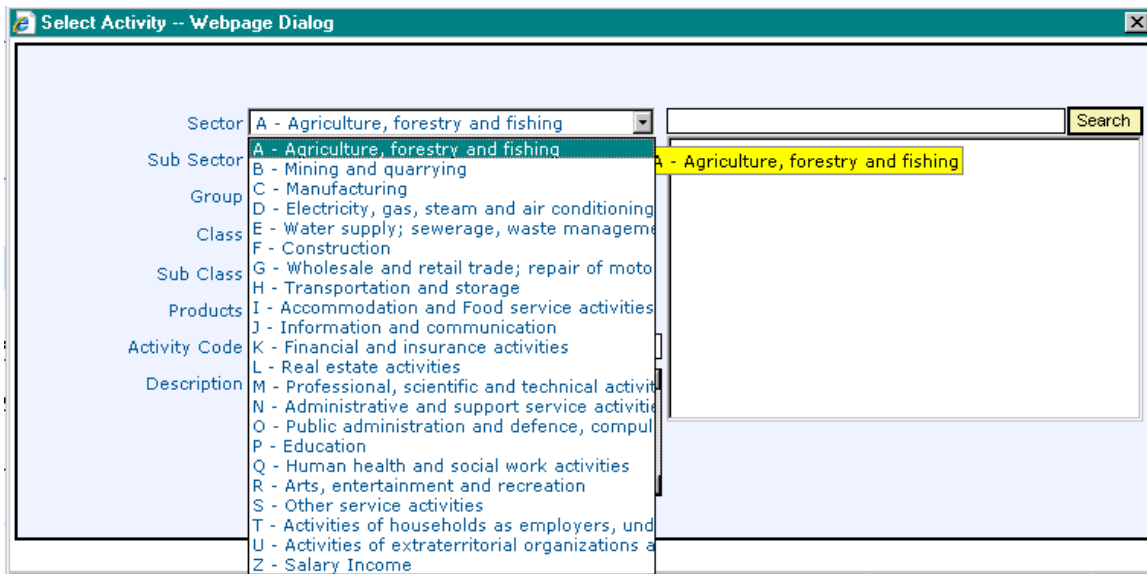 Select Activity -- Webpage Dialog
Sector
A - Agriculture, forestry and fishing
Search
A - Agriculture, forestry and fishing
A - Agriculture, forestry and fishing
Sub Sector
B - Mining and quarrying
C - Manufacturing
Group
D - Electricity, gas, steam and air conditioning
Class
E - Water supply; sewerage, waste manageme
F - Construction
Sub Class
G - Wholesale and retail trade; repair of moto
H - Transportation and storage
Products
I - Accommodation and Food service activities
J - Information and communication
Activity Code
K - Financial and insurance activities
L - Real estate activities
Description
M - Professional, scientific and technical activit
N - Administrative and support service activitie
O - Public administration and defence, compul
P - Education
Q - Human health and social work activities
R - Arts, entertainment and recreation
S - Other service activities
T - Activities of households as employers, und
U - Activities of extraterritorial organizations a
Z - Salary Income